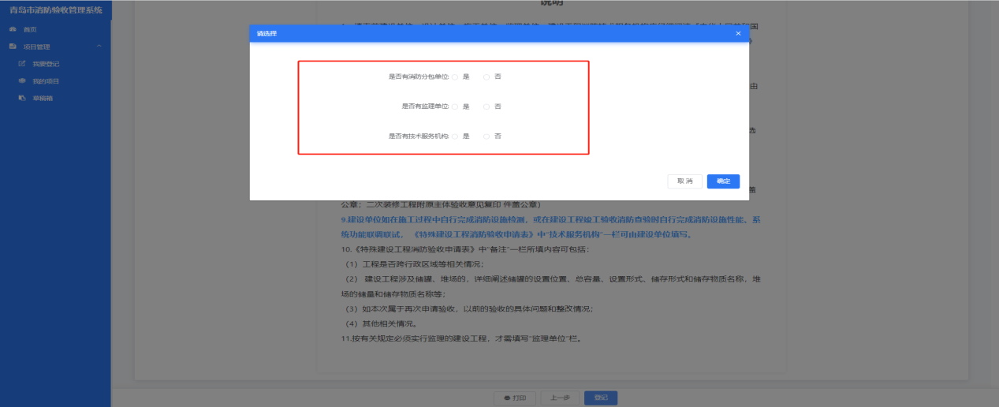 青岛市消防验收管理系统
首页
项目管理
我要登记
我的项目
草稿箱
说明
请选择
是否有消防分包单位: 是 否
是否有监理单位: 是 否
是否有技术服务机构: 是 否
取 消 确定
国
》
由
选
盖
公章；二次装修工程附原主体验收意见复印 件盖公章）
9.建设单位如在施工过程中自行完成消防设施检测，或在建设工程竣工验收消防查验时自行完成消防设施性能、系
统功能联调联试， 《特殊建设工程消防验收申请表》中“技术服务机构”一栏可由建设单位填写。
10.《特殊建设工程消防验收申请表》中“备注”一栏所填内容可包括：
（1）工程是否跨行政区域等相关情况；
（2） 建设工程涉及储罐、堆场的，详细阐述储罐的设置位置、总容量、设置形式、储存形式和储存物质名称，堆
场的储量和储存物质名称等；
（3）如本次属于再次申请验收，以前的验收的具体问题和整改情况；
（4）其他相关情况。
11.按有关规定必须实行监理的建设工程，才需填写“监理单位”栏。
打印 上一步 登记